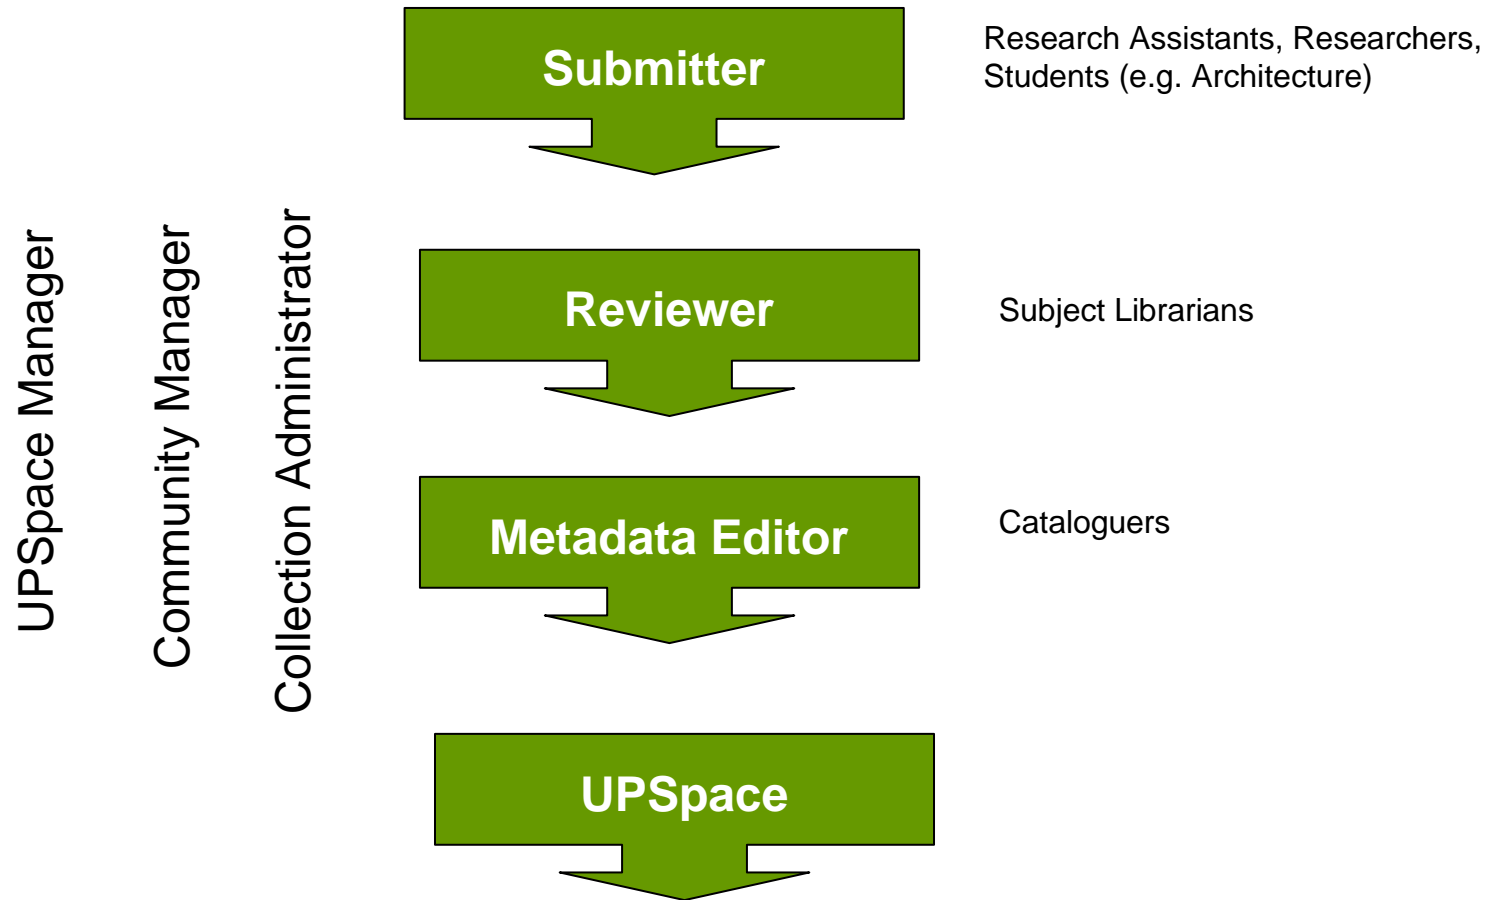 Submitter
Research Assistants, Researchers,
Students (e.g. Architecture)
UPSpace Manager
Community Manager
Collection Administrator
Reviewer
Subject Librarians
Metadata Editor
Cataloguers
UPSpace